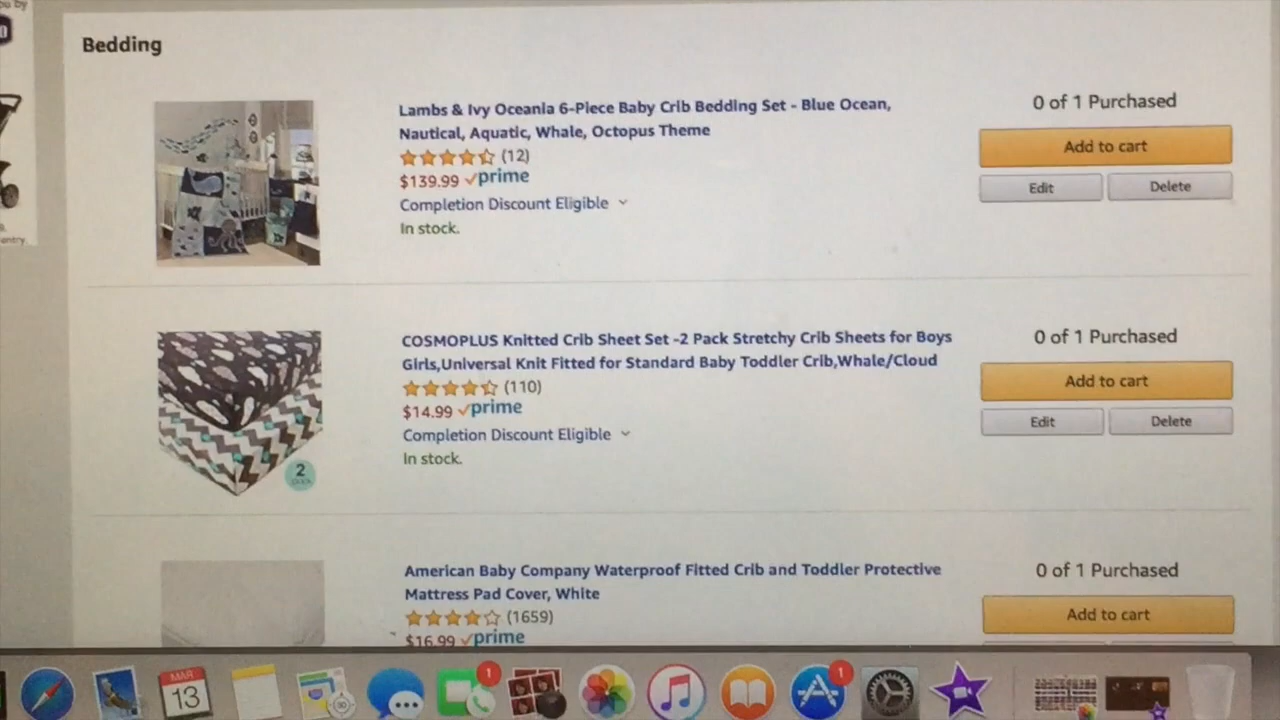 ou by
Bedding
Lambs & Ivy Oceania 6-Piece Baby Crib Bedding Set - Blue Ocean,
Nautical, Aquatic, Whale, Octopus Theme
(12)
$139.99 prime
Completion Discount Eligible
In stock.
0 of 1 Purchased
Add to cart
Edit Delete
COSMOPLUS Knitted Crib Sheet Set -2 Pack Stretchy Crib Sheets for Boys
Girls,Universal Knit Fitted for Standard Baby Toddler Crib,Whale/Cloud
(110)
$14.99 prime
Completion Discount Eligible
In stock.
0 of 1 Purchased
Add to cart
Edit Delete
2
American Baby Company Waterproof Fitted Crib and Toddler Protective
Mattress Pad Cover, White
(1659)
$16.99 prime
0 of 1 Purchased
Add to cart
entry
MAR
13
1
1